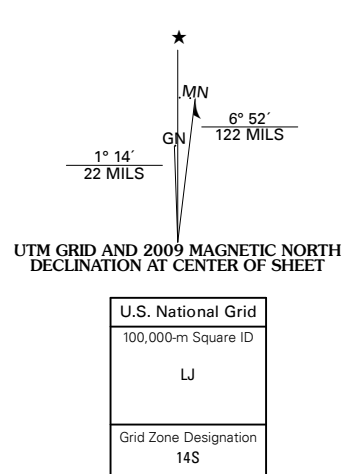 ★
MN
GN
6° 52´
122 MILS
1° 14´
22 MILS
UTM GRID AND 2009 MAGNETIC NORTH
DECLINATION AT CENTER OF SHEET
U.S. National Grid
100,000-m Square ID
LJ
Grid Zone Designation
14S